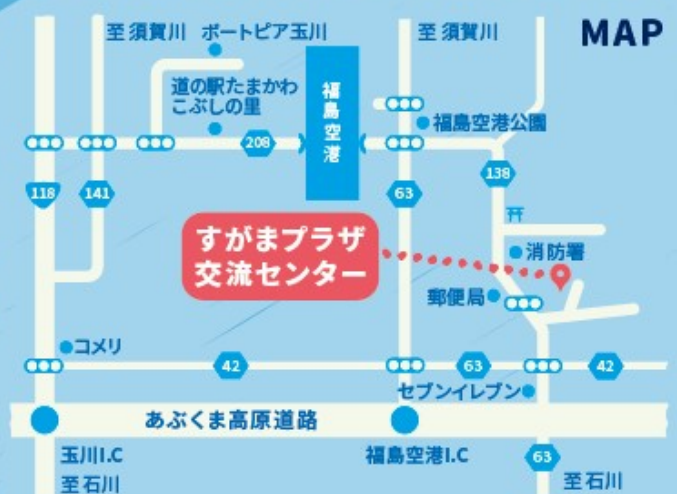 MAP
至須賀川
ボートピア玉川
至須賀川
道の駅たまかわ
こぶしの里
福島空港
福島空港公園
208
118
141
63
138
すがまプラザ
交流センター
消防署
郵便局
コメリ
42
63
42
セブンイレブン
あぶくま高原道路
玉川I.C
福島空港I.C
63
至石川
至石川